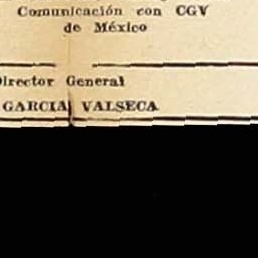 Comunicación con CGV
de México
Director General
GARCIA VALSECA